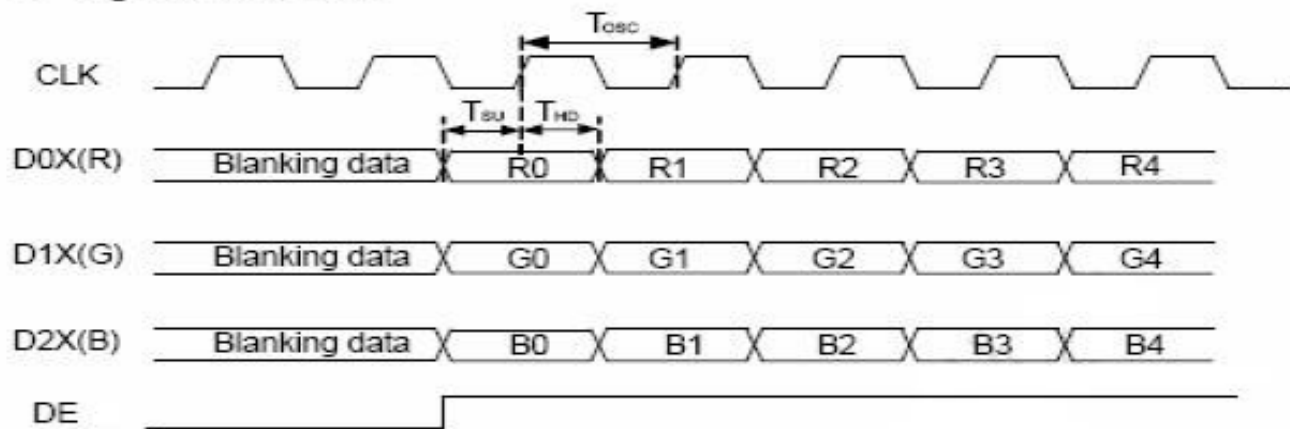 Tosc
CLK
TSU THD
D0X(R) Blanking data R0 R1 R2 R3 R4
D1X(G) Blanking data G0 G1 G2 G3 G4
D2X(B) Blanking data B0 B1 B2 B3 B4
DE